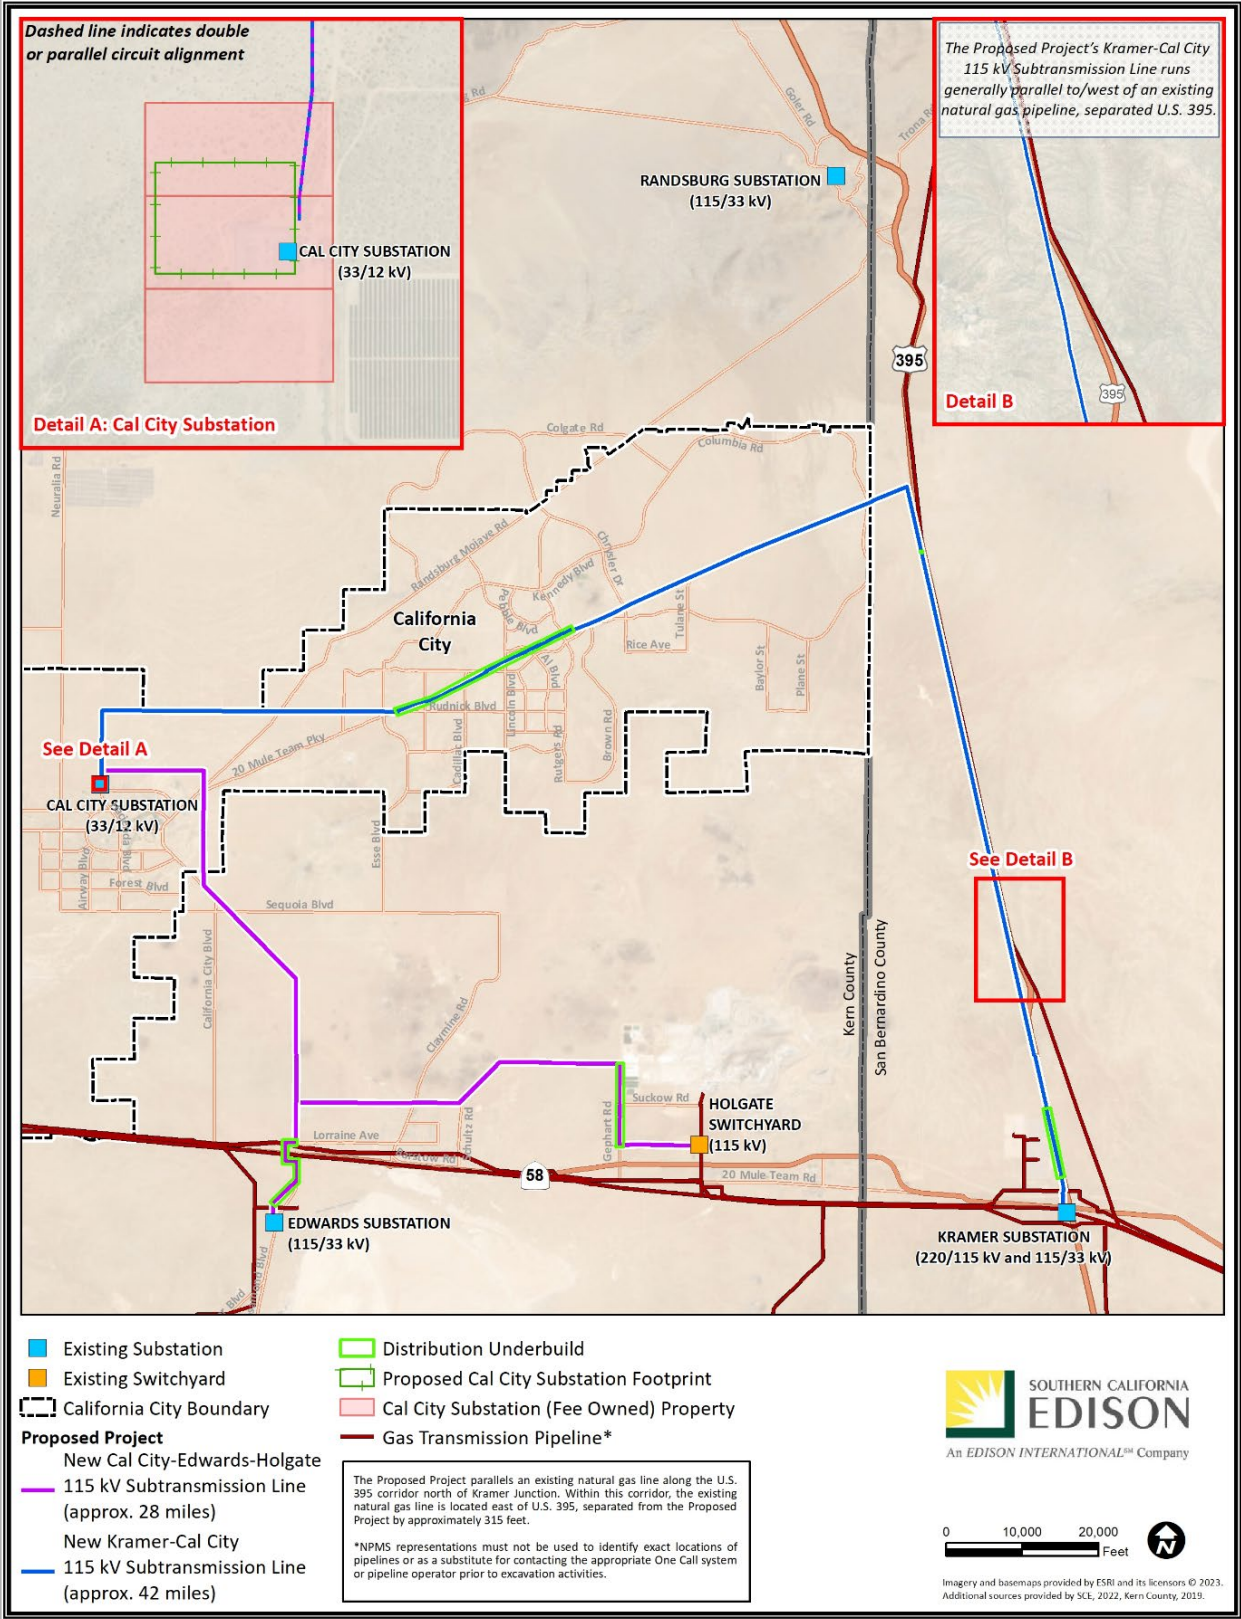 Dashed line indicates double
or parallel circuit alignment
CAL CITY SUBSTATION
(33/12 kV)
Detail A: Cal City Substation
The Proposed Project's Kramer-Cal City
115 kV Subtransmission Line runs
generally parallel to/west of an existing
natural gas pipeline, separated U.S. 395.
395
Detail B
Goler Rd
Trona Rd
RANDSBURG SUBSTATION
(115/33 kV)
395
Neuralia Rd
Colgate Rd
Columbia Rd
Randsburg Mojave Rd
Chrysler Dr
Kennedy Blvd
Pebble Blvd
California
City
Tulane St
Rice Ave
Al Blvd
Baylor St
Plane St
Lincoln Blvd
Rudnick Blvd
Cadillac Blvd
Rutgers Rd
Brown Rd
20 Mule Team Pky
See Detail A
CAL CITY SUBSTATION
(33/12 kV)
Esse Blvd
Airway Blvd
Forest Blvd
Sequoia Blvd
See Detail B
California City Blvd
Kern County
San Bernardino County
Claymine Rd
Suckow Rd
Gephart Rd
HOLGATE
SWITCHYARD
(115 kV)
Lorraine Ave
Schultz Rd
Barstow Rd
58
20 Mule Team Rd
EDWARDS SUBSTATION
(115/33 kV)
KRAMER SUBSTATION
(220/115 kV and 115/33 kV)
Existing Substation
Existing Switchyard
California City Boundary
Proposed Project
New Cal City-Edwards-Holgate
115 kV Subtransmission Line
(approx. 28 miles)
New Kramer-Cal City
115 kV Subtransmission Line
(approx. 42 miles)
Distribution Underbuild
Proposed Cal City Substation Footprint
Cal City Substation (Fee Owned) Property
Gas Transmission Pipeline*
The Proposed Project parallels an existing natural gas line along the U.S.
395 corridor north of Kramer Junction. Within this corridor, the existing
natural gas line is located east of U.S. 395, separated from the Proposed
Project by approximately 315 feet.
*NPMS representations must not be used to identify exact locations of
pipelines or as a substitute for contacting the appropriate One Call system
or pipeline operator prior to excavation activities.
SOUTHERN CALIFORNIA
EDISON
An EDISON INTERNATIONAL℠ Company
0 10,000 20,000
Feet
N
Imagery and basemaps provided by ESRI and its licensors © 2023.
Additional sources provided by SCE, 2022, Kern County, 2019.